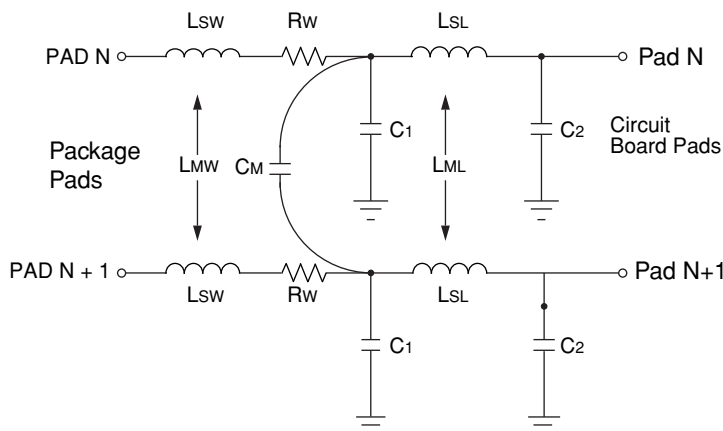 LSW RW LSL
PAD N Pad N
C1 C2 Circuit
Board Pads
Package
Pads
LMW CM LML
PAD N + 1 Pad N+1
LSW RW LSL
C1 C2